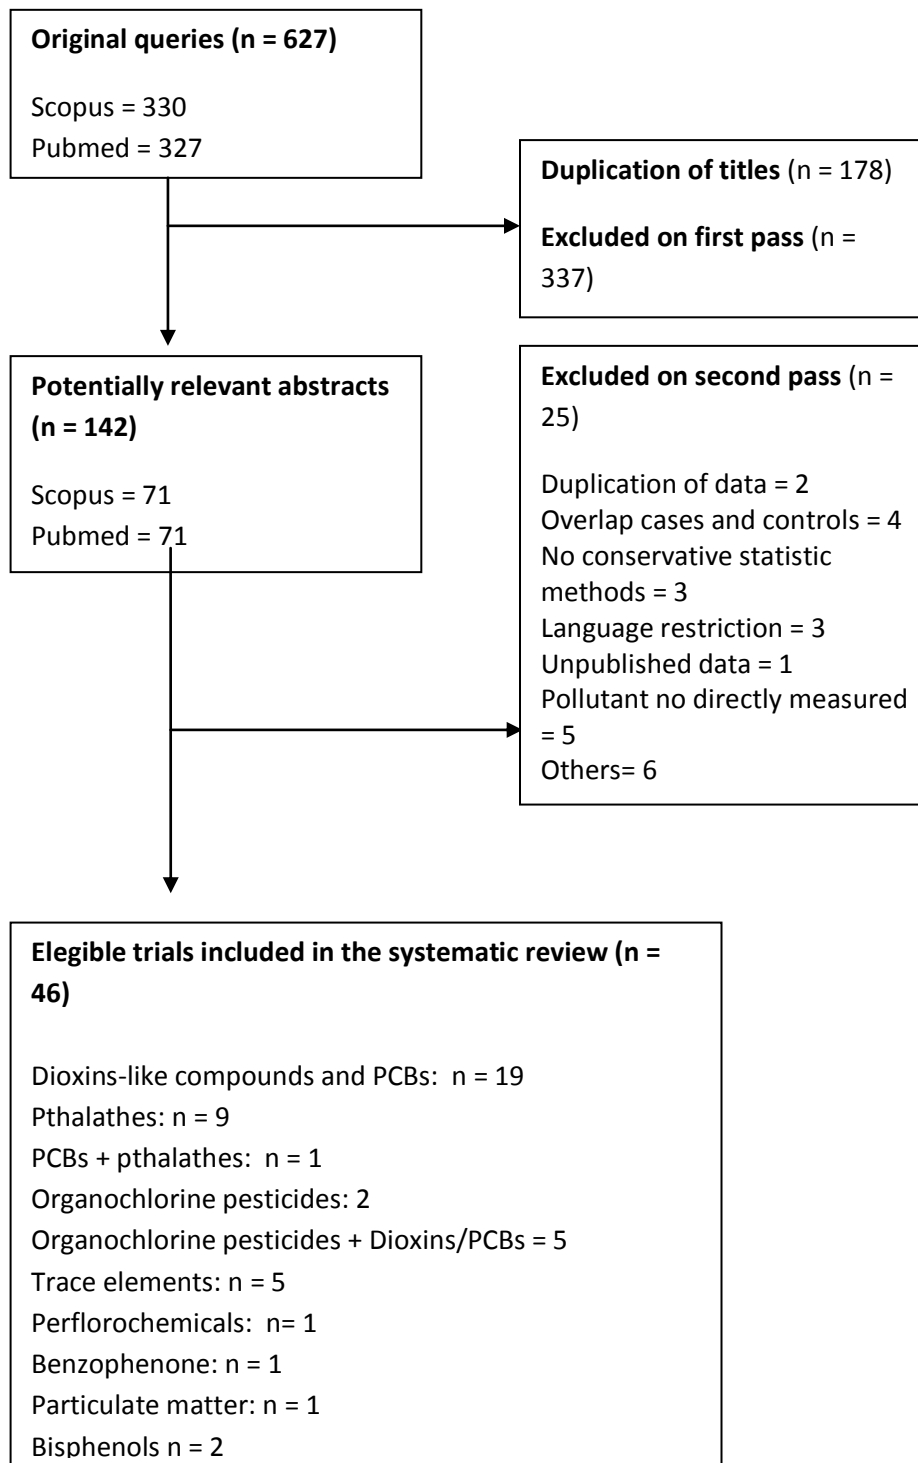 Original queries (n = 627)
Scopus = 330
Pubmed = 327
Duplication of titles (n = 178)
Excluded on first pass (n =
337)
Potentially relevant abstracts
(n = 142)
Scopus = 71
Pubmed = 71
Excluded on second pass (n =
25)
Duplication of data = 2
Overlap cases and controls = 4
No conservative statistic
methods = 3
Language restriction = 3
Unpublished data = 1
Pollutant no directly measured
= 5
Others= 6
Elegible trials included in the systematic review (n =
46)
Dioxins-like compounds and PCBs:  n = 19
Pthalathes: n = 9
PCBs + pthalathes:  n = 1
Organochlorine pesticides: 2
Organochlorine pesticides + Dioxins/PCBs = 5
Trace elements: n = 5
Perflorochemicals:  n= 1
Benzophenone: n = 1
Particulate matter: n = 1
Bisphenols n = 2